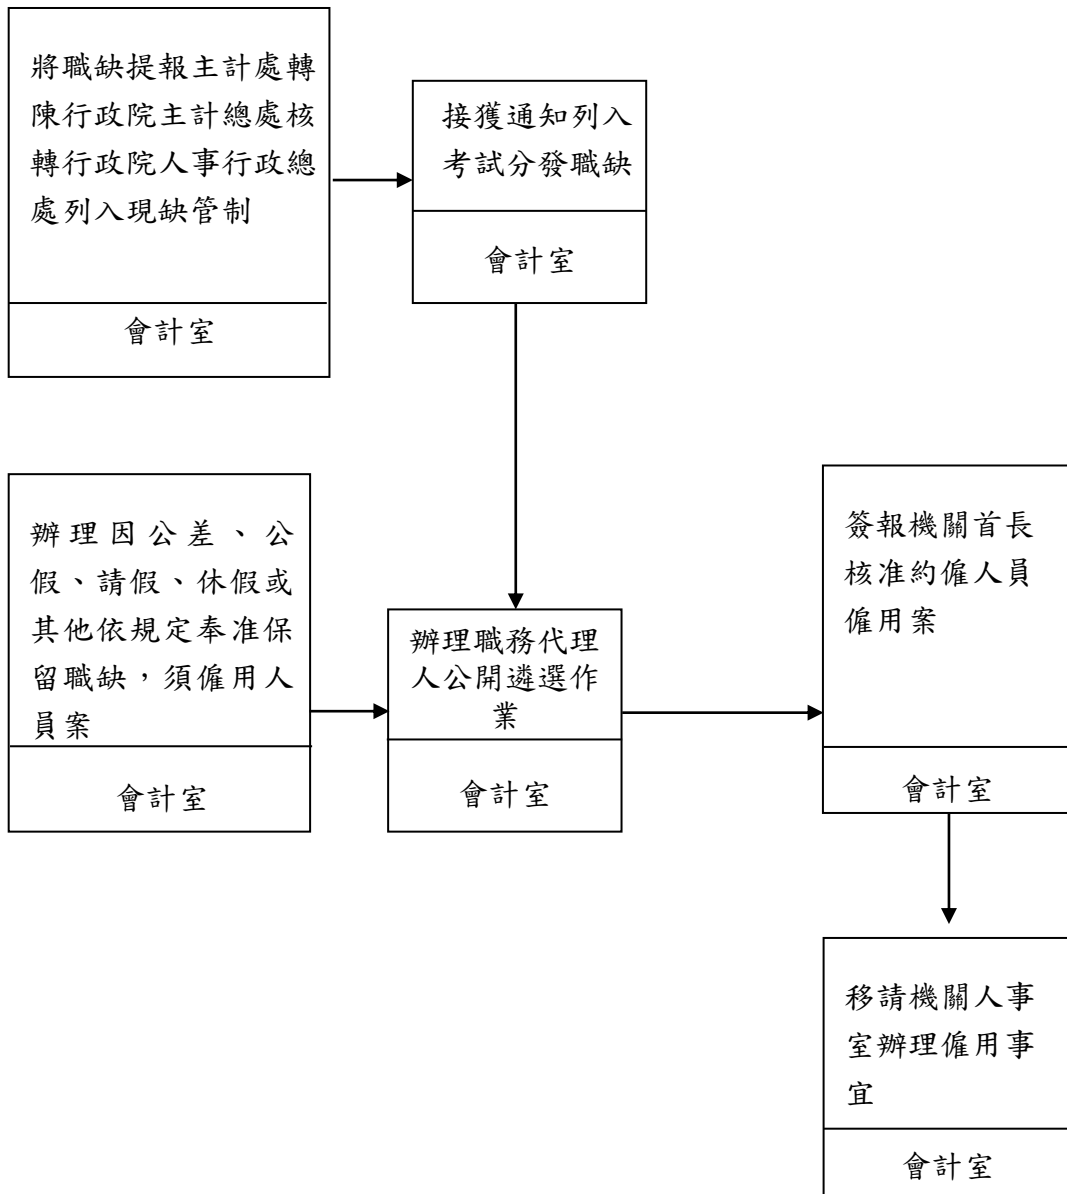 將職缺提報主計處轉
陳行政院主計總處核
轉行政院人事行政總
處列入現缺管制
會計室
接獲通知列入
考試分發職缺
會計室
辦理因公差、公
假、請假、休假或
其他依規定奉准保
留職缺，須僱用人
員案
會計室
辦理職務代理
人公開遴選作
業
會計室
簽報機關首長
核准約僱人員
僱用案
會計室
移請機關人事
室辦理僱用事
宜
會計室